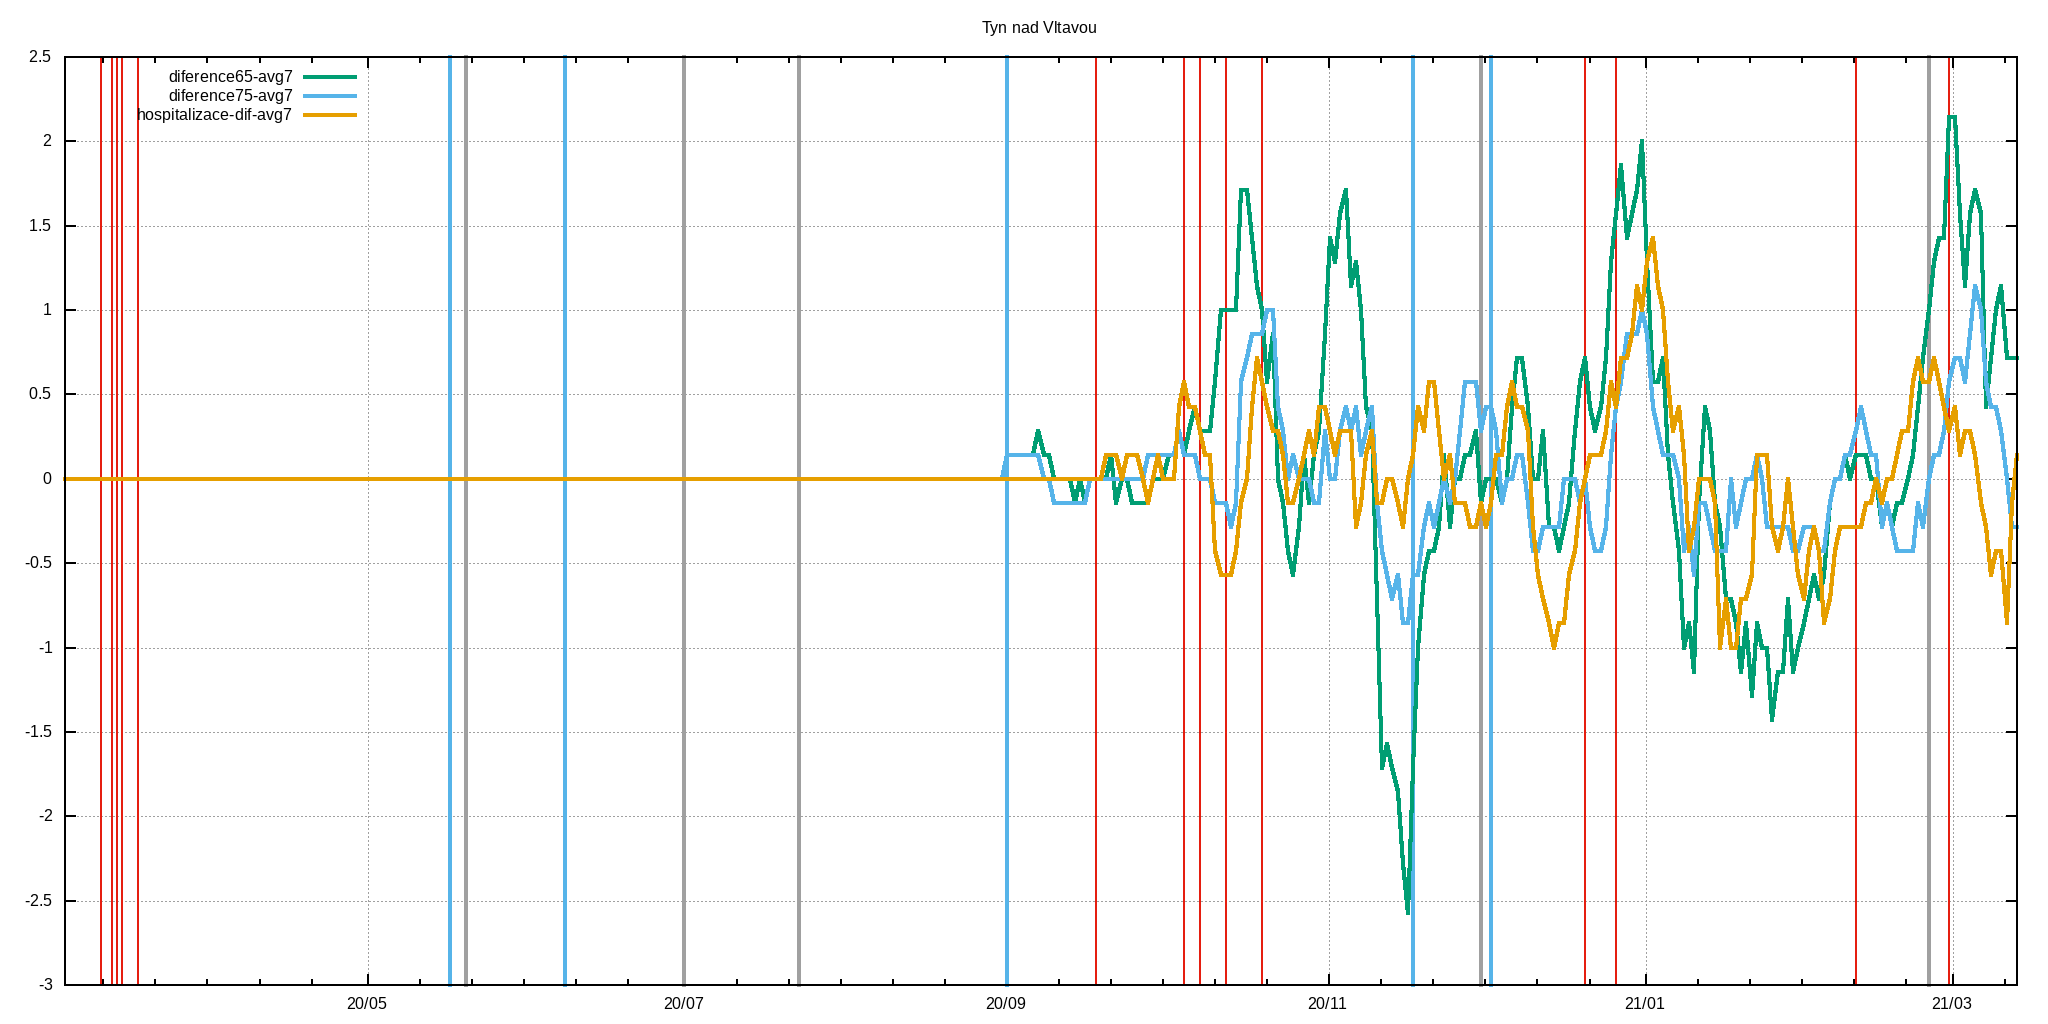 Tyn nad Vltavou
diference65-avg7
diference75-avg7
hospitalizace-dif-avg7
2.5
2
1.5
1
0.5
0
-0.5
-1
-1.5
-2
-2.5
-3
20/05 20/07 20/09 20/11 21/01 21/03